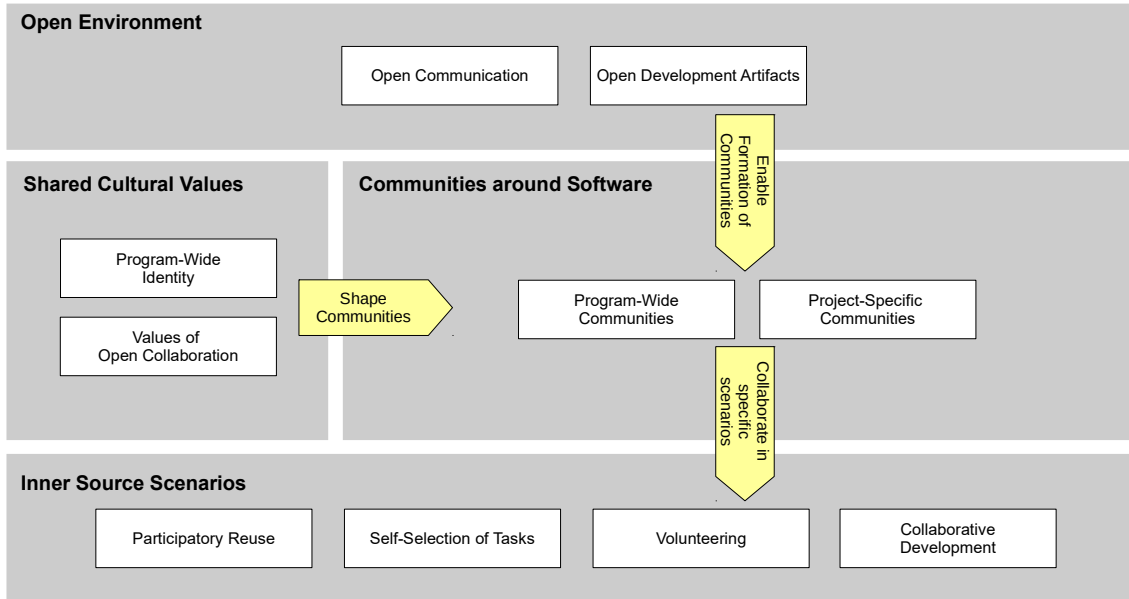 Open Environment
Open Communication
Open Development Artifacts
Enable
Formation of
Communities
Shared Cultural Values
Program-Wide
Identity
Values of
Open Collaboration
Shape
Communities
Communities around Software
Program-Wide
Communities
Project-Specific
Communities
Collaborate in
specific
scenarios
Inner Source Scenarios
Participatory Reuse
Self-Selection of Tasks
Volunteering
Collaborative
Development